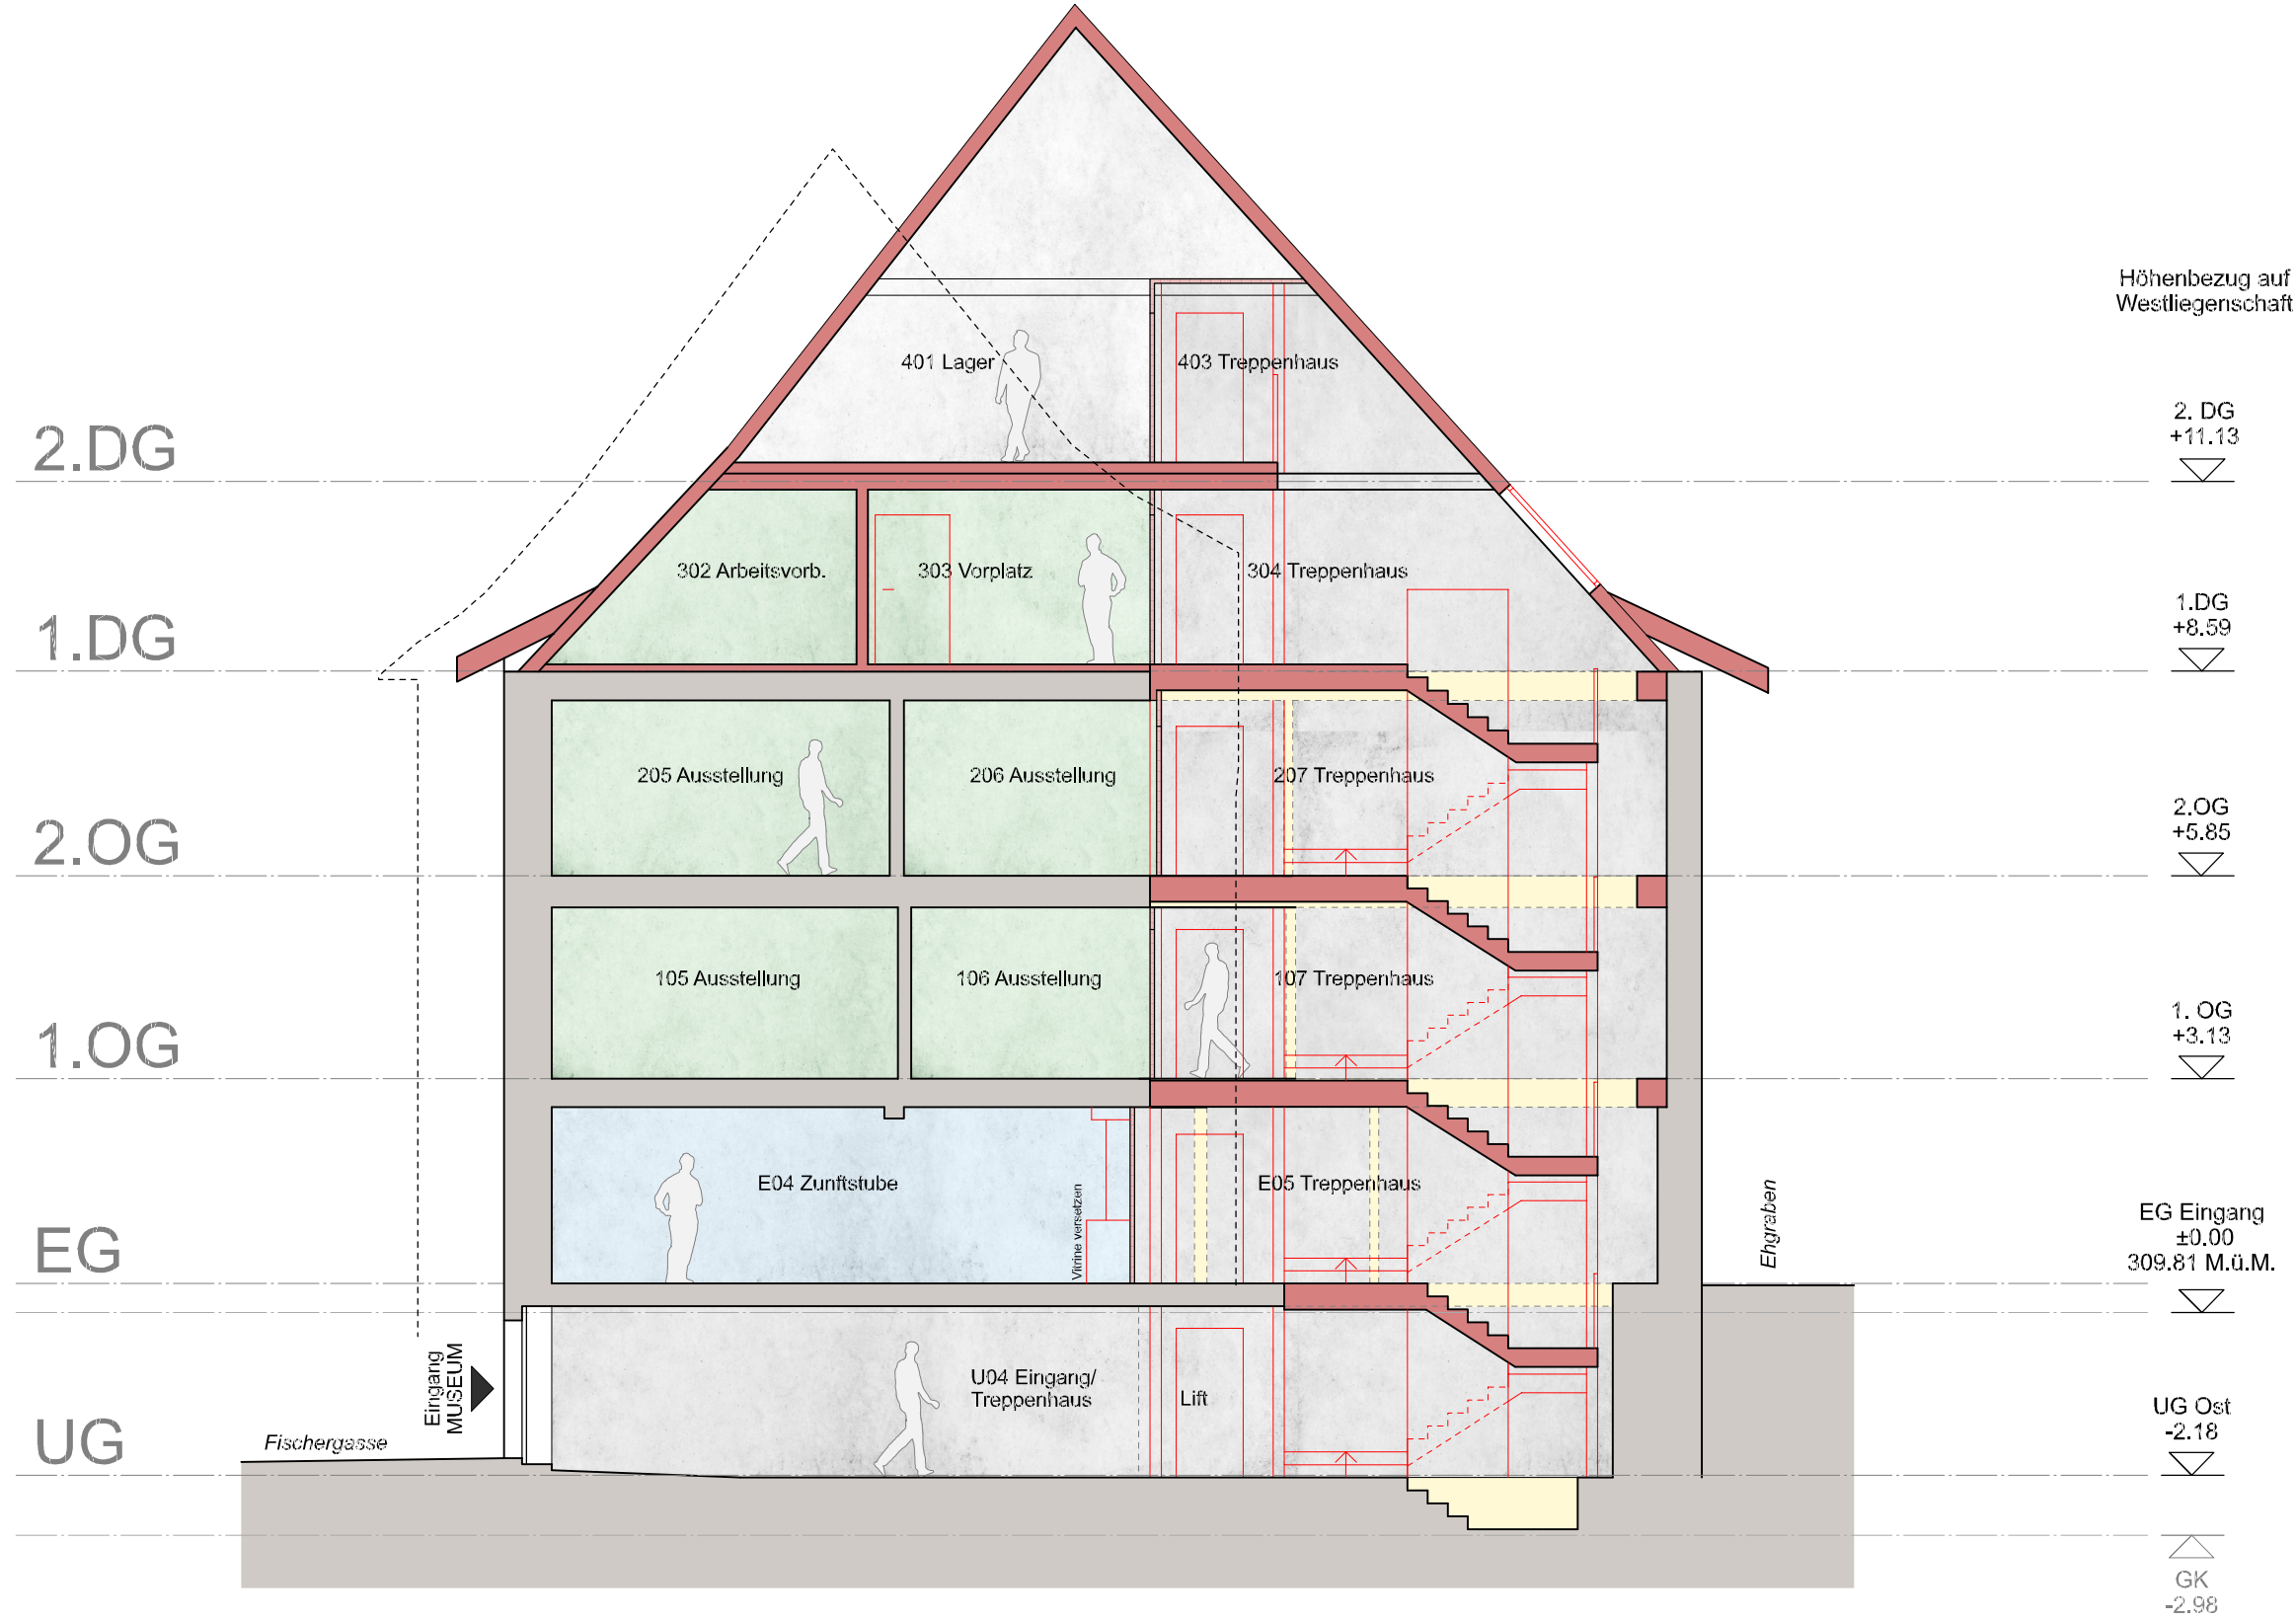 Höhenbezug auf
Westliegenschaft
401 Lager
403 Treppenhaus
2.DG
2. DG
+11.13
302 Arbeitsvorb.
303 Vorplatz
304 Treppenhaus
1.DG
1.DG
+8.59
205 Ausstellung
206 Ausstellung
207 Treppenhaus
2.OG
2.OG
+5.85
105 Ausstellung
106 Ausstellung
107 Treppenhaus
1.OG
1. OG
+3.13
E04 Zunftstube
Vitrine versetzen
E05 Treppenhaus
Ehgraben
EG
EG Eingang
±0.00
309.81 M.ü.M.
Eingang
MUSEUM
U04 Eingang/
Treppenhaus
Lift
Fischergasse
UG
UG Ost
-2.18
GK
-2.98